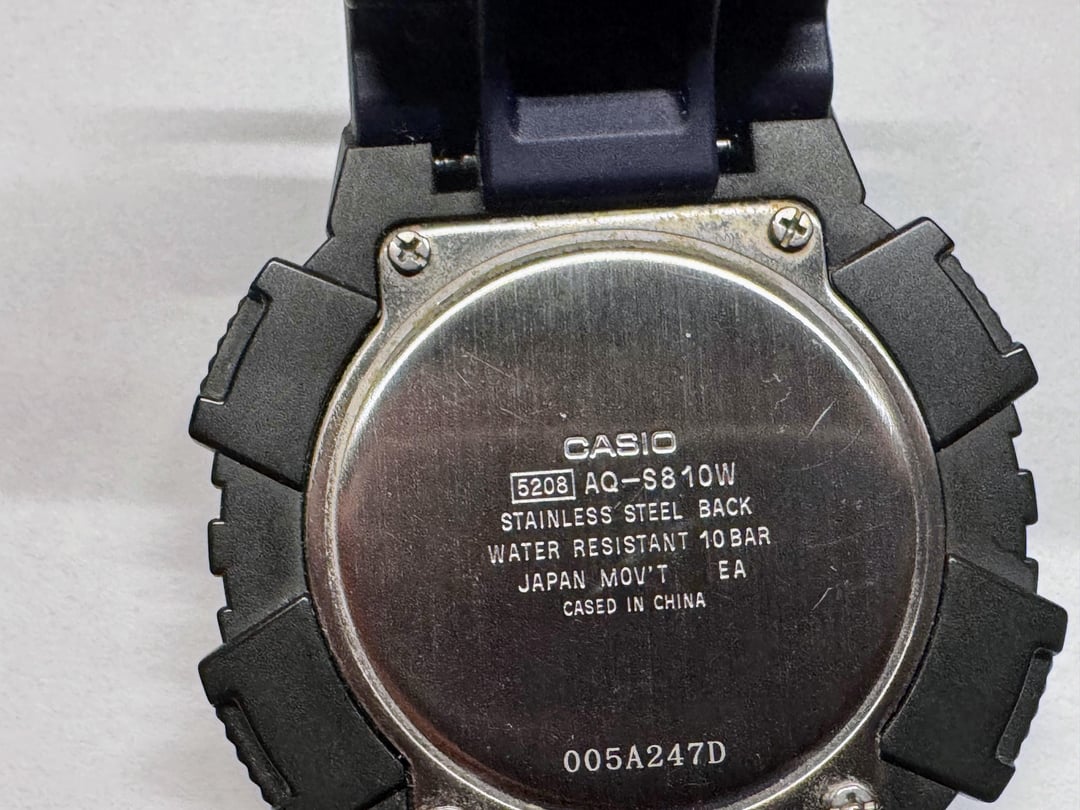 CASIO
5208 AQ-S810W
STAINLESS STEEL BACK
WATER RESISTANT 10 BAR
JAPAN MOV'T EA
CASED IN CHINA
005A247D